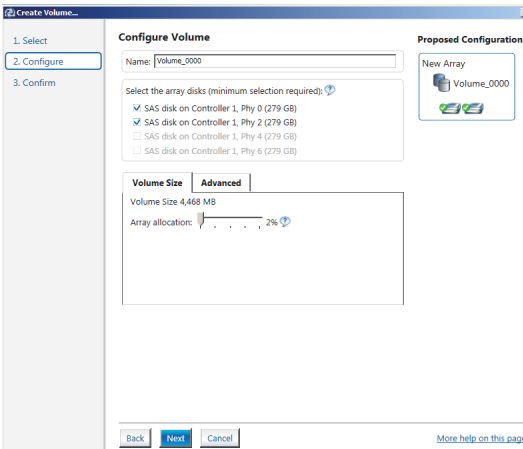 Create Volume...
1. Select
2. Configure
3. Confirm
Configure Volume
Name: Volume_0000
Select the array disks (minimum selection required):
SAS disk on Controller 1, Phy 0 (279 GB)
SAS disk on Controller 1, Phy 2 (279 GB)
SAS disk on Controller 1, Phy 4 (279 GB)
SAS disk on Controller 1, Phy 6 (279 GB)
Volume Size Advanced
Volume Size 4,468 MB
Array allocation: 2%
Proposed Configuration
New Array
Volume_0000
Back Next Cancel
More help on this page